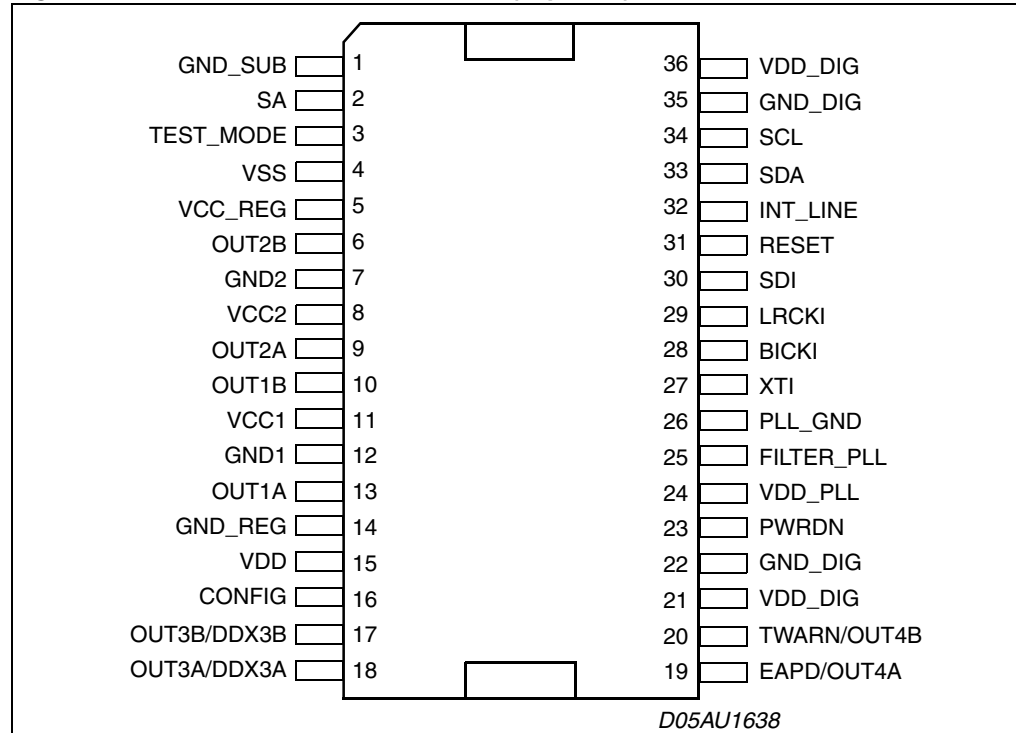 GND_SUB 1 36 VDD_DIG
SA 2 35 GND_DIG
TEST_MODE 3 34 SCL
VSS 4 33 SDA
VCC_REG 5 32 INT_LINE
OUT2B 6 31 RESET
GND2 7 30 SDI
VCC2 8 29 LRCKI
OUT2A 9 28 BICKI
OUT1B 10 27 XTI
VCC1 11 26 PLL_GND
GND1 12 25 FILTER_PLL
OUT1A 13 24 VDD_PLL
GND_REG 14 23 PWRDN
VDD 15 22 GND_DIG
CONFIG 16 21 VDD_DIG
OUT3B/DDX3B 17 20 TWARN/OUT4B
OUT3A/DDX3A 18 19 EAPD/OUT4A
D05AU1638